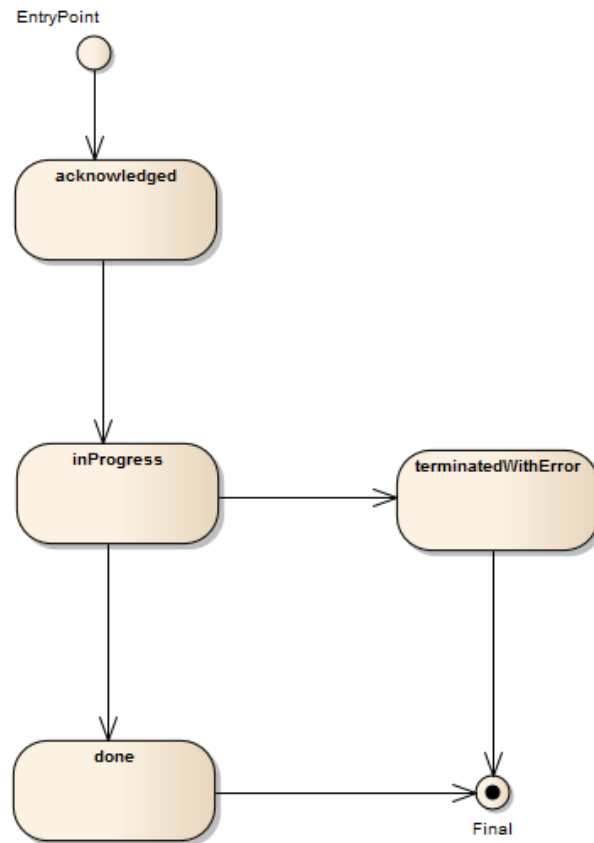 EntryPoint
acknowledged
inProgress
terminatedWithError
done
Final